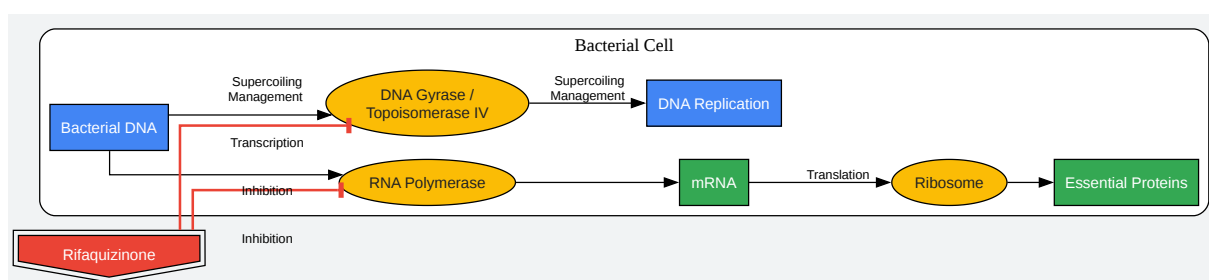 Bacterial Cell
Supercoiling
Management
DNA Gyrase /
Topoisomerase IV
Supercoiling
Management
DNA Replication
Bacterial DNA
Transcription
RNA Polymerase
mRNA
Translation
Ribosome
Essential Proteins
Inhibition
Inhibition
Rifaquizinone